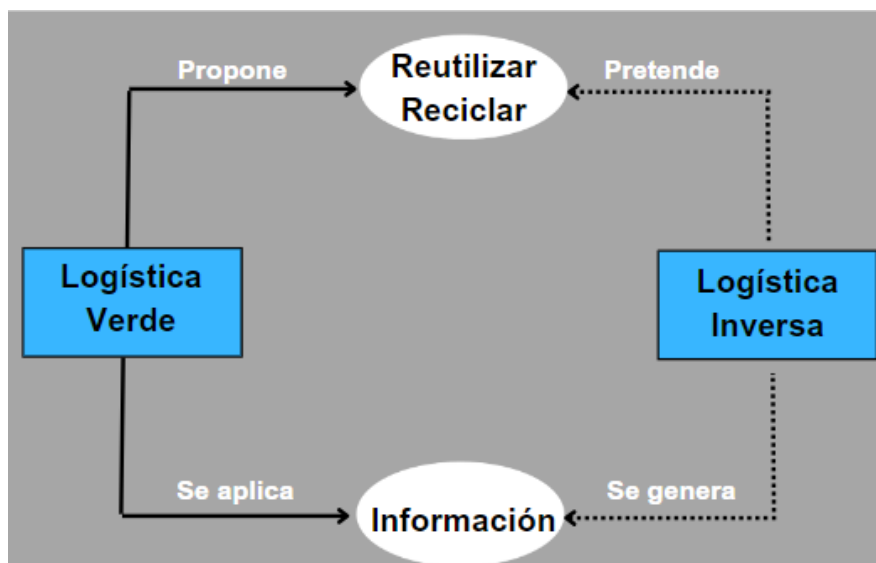 Propone
Reutilizar
Reciclar
Pretende
Logística
Verde
Logística
Inversa
Se aplica
Información
Se genera